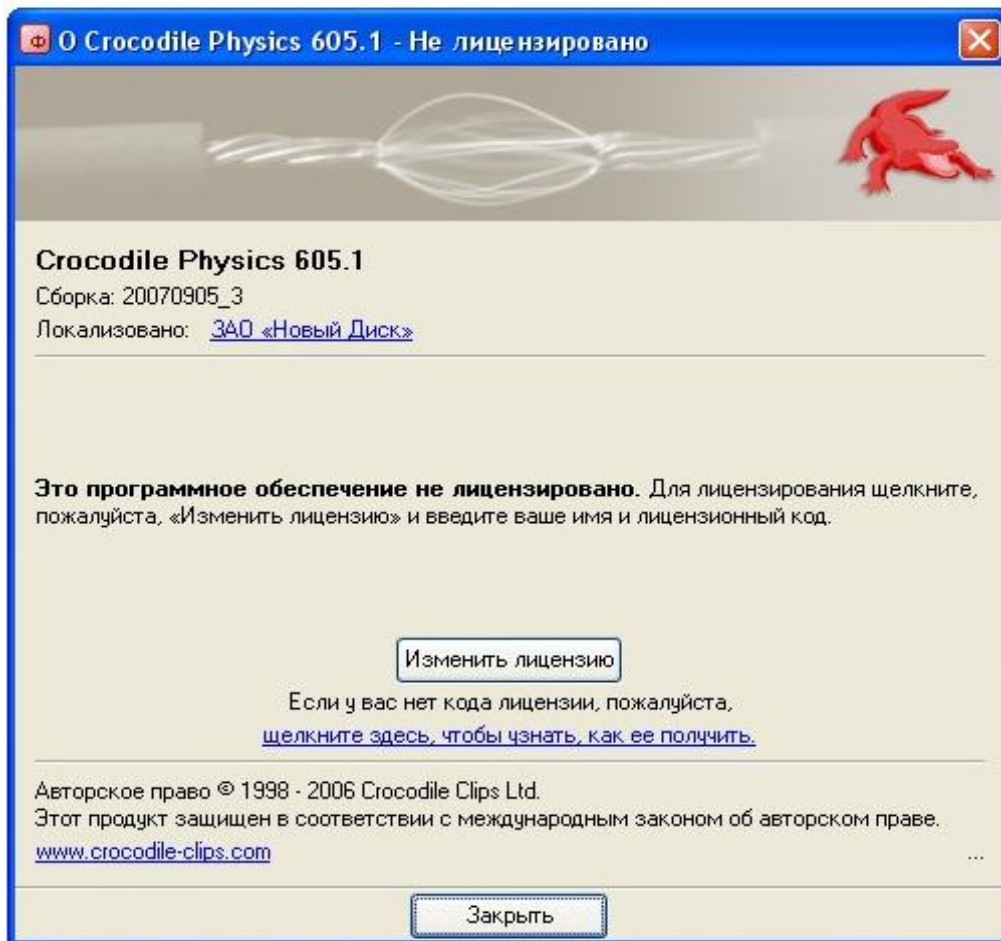 Ф О Crocodile Physics 605.1 - Не лицензировано
Crocodile Physics 605.1
Сборка: 20070905_3
Локализовано: ЗАО «Новый Диск»
Это программное обеспечение не лицензировано. Для лицензирования щелкните,
пожалуйста, «Изменить лицензию» и введите ваше имя и лицензионный код.
Изменить лицензию
Если у вас нет кода лицензии, пожалуйста,
щелкните здесь, чтобы узнать, как ее получить.
Авторское право © 1998 - 2006 Crocodile Clips Ltd.
Этот продукт защищен в соответствии с международным законом об авторском праве.
www.crocodile-clips.com ...
Закрыть